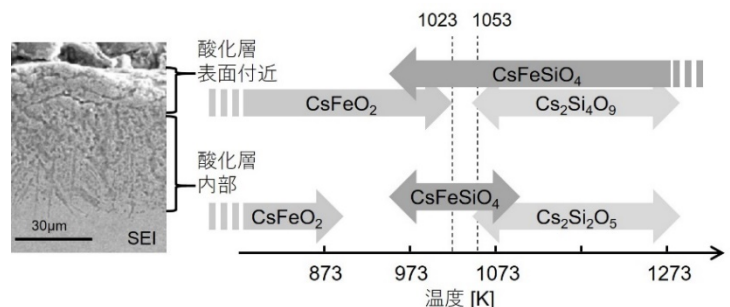 1023 1053
酸化層
表面付近
CsFeSiO₄
CsFeO₂
Cs₂Si₄O₉
酸化層
内部
CsFeSiO₄
CsFeO₂
Cs₂Si₂O₅
30μm
SEI
873 973 1073 1273
温度 [K]